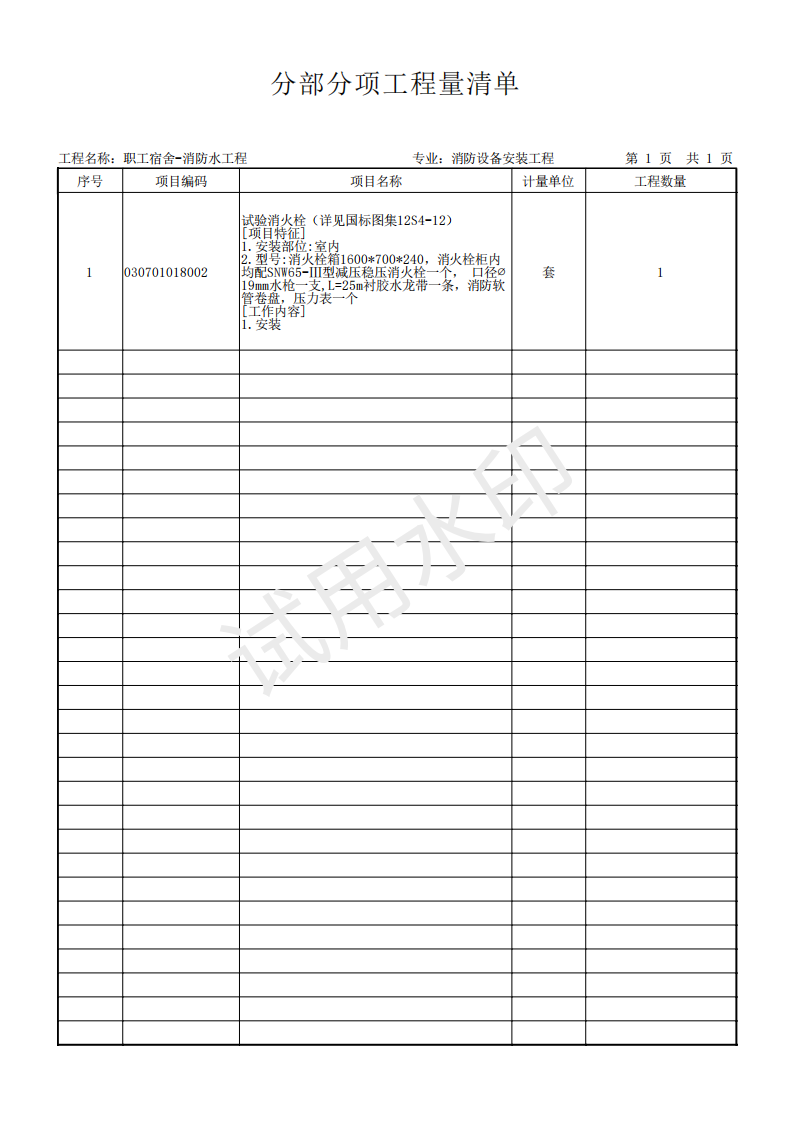 分部分项工程量清单
工程名称：职工宿舍-消防水工程 专业：消防设备安装工程 第 1 页 共 1 页
序号 项目编码 项目名称 计量单位 工程数量
试验消火栓（详见国标图集12S4-12）
[项目特征]
1.安装部位:室内
2.型号:消火栓箱1600*700*240，消火栓柜内
1 030701018002 均配SNW65-Ⅲ型减压稳压消火栓一个， 口径∅ 套 1
19mm水枪一支,L=25m衬胶水龙带一条，消防软
管卷盘，压力表一个
[工作内容]
1.安装
试用水印